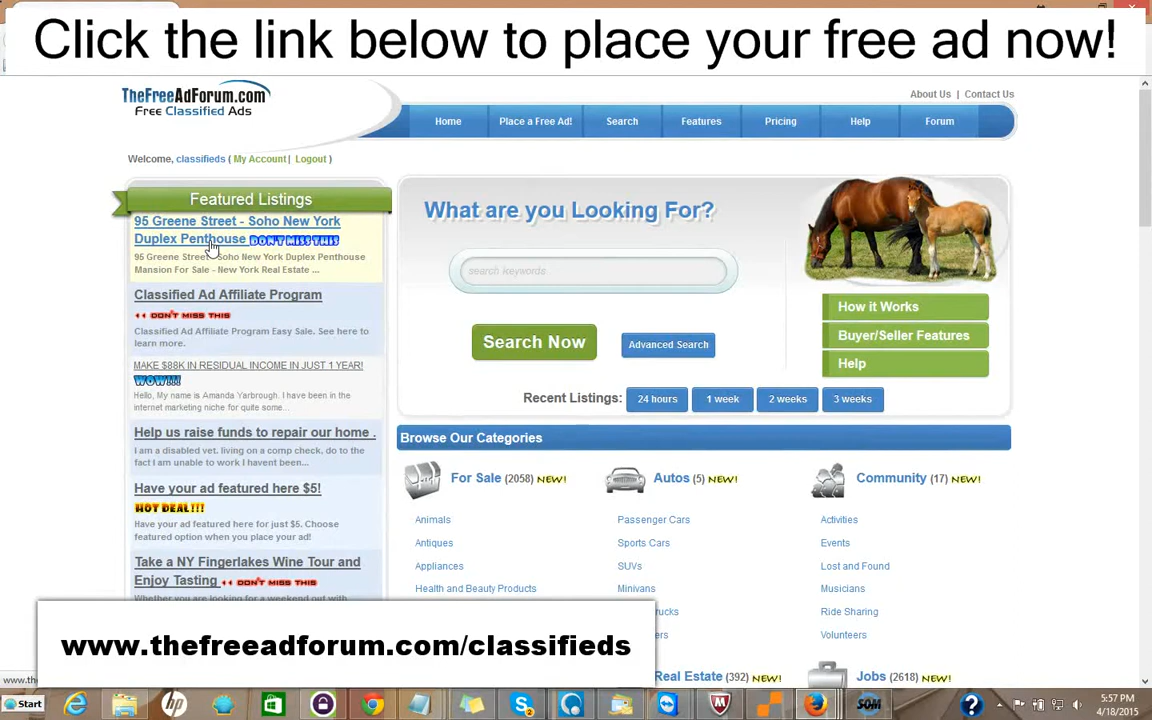 Click the link below to place your free ad now!
TheFreeAdForum.com
Free Classified Ads
About Us | Contact Us
Home Place a Free Ad! Search Features Pricing Help Forum
Welcome, classifieds ( My Account| Logout )
Featured Listings
95 Greene Street - Soho New York
Duplex Penthouse DON'T MISS THIS
95 Greene Street - Soho New York Duplex Penthouse
Mansion For Sale - New York Real Estate ...
Classified Ad Affiliate Program
DON'T MISS THIS
Classified Ad Affiliate Program Easy Sale. See here to
learn more.
MAKE $88K IN RESIDUAL INCOME IN JUST 1 YEAR!
WOW!!!
Hello, My name is Amanda Yarbrough. I have been in the
internet marketing niche for quite some...
Help us raise funds to repair our home .
I am a disabled vet. living on a comp check. do to the
fact I am unable to work I havent been...
Have your ad featured here $5!
HOT DEAL!!!
Have your ad featured here for just $5. Choose
featured option when you place your ad!
Take a NY Fingerlakes Wine Tour and
Enjoy Tasting DON'T MISS THIS
Whether you are looking for a weekend out with
What are you Looking For?
search keywords
Search Now Advanced Search
How it Works
Buyer/Seller Features
Help
Recent Listings: 24 hours 1 week 2 weeks 3 weeks
Browse Our Categories
For Sale (2058) NEW! Autos (5) NEW! Community (17) NEW!
Animals Passenger Cars Activities
Antiques Sports Cars Events
Appliances SUVs Lost and Found
Health and Beauty Products Minivans Musicians
Ride Sharing
Volunteers
Real Estate (392) NEW! Jobs (2618) NEW!
www.thefreeadforum.com/classifieds
Start
5:57 PM
4/18/2015